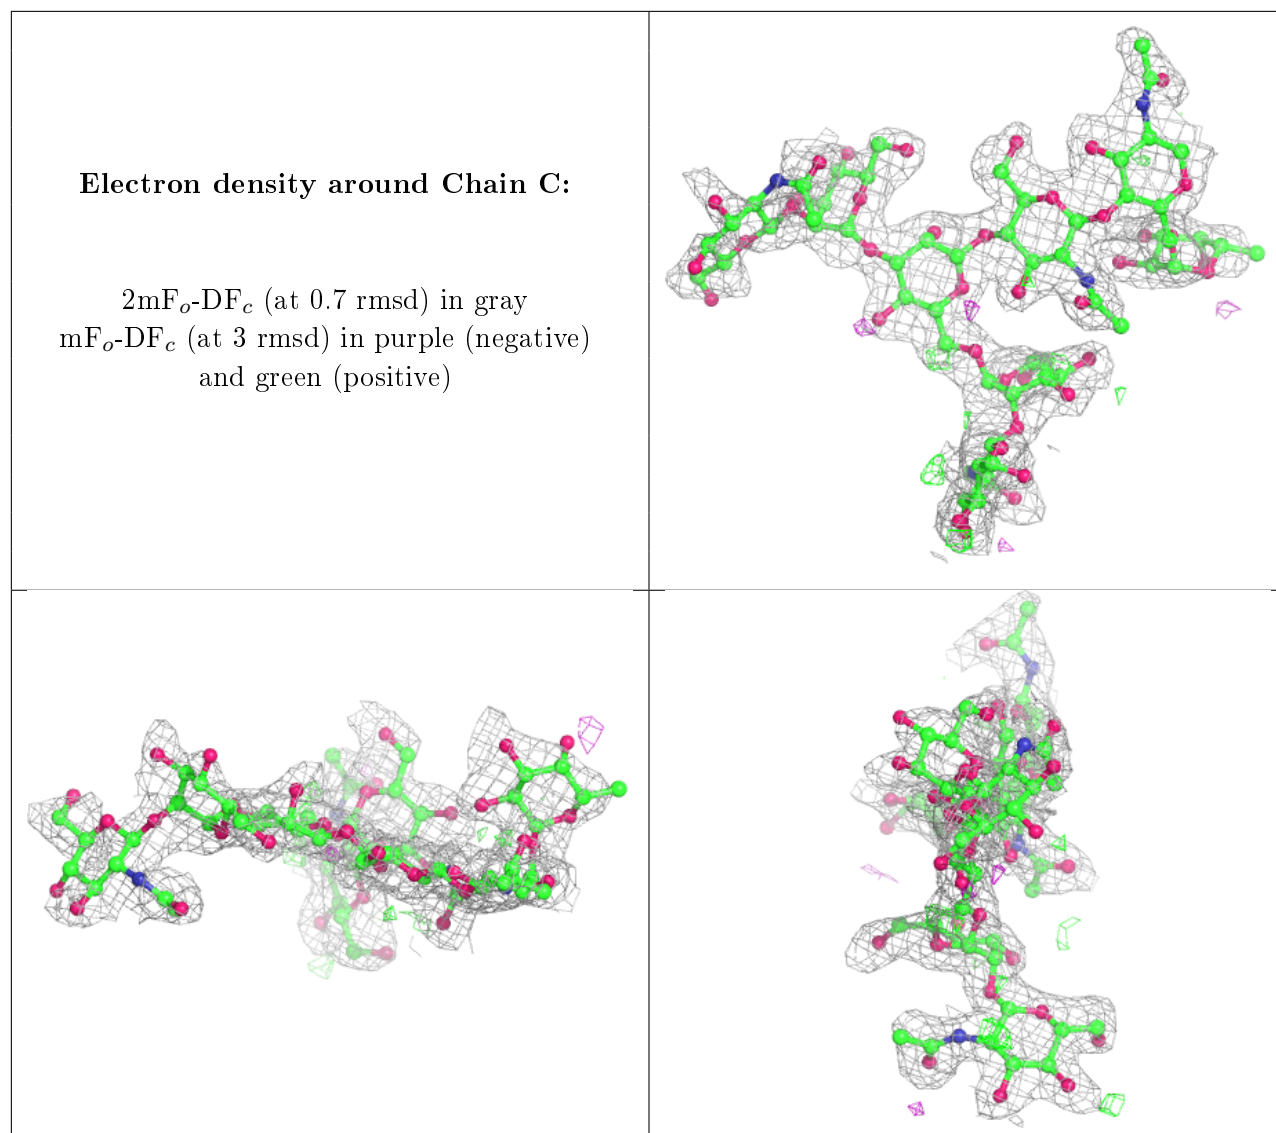 Electron density around Chain C:
2mFₒ-DF𝒸 (at 0.7 rmsd) in gray
mFₒ-DF𝒸 (at 3 rmsd) in purple (negative)
and green (positive)